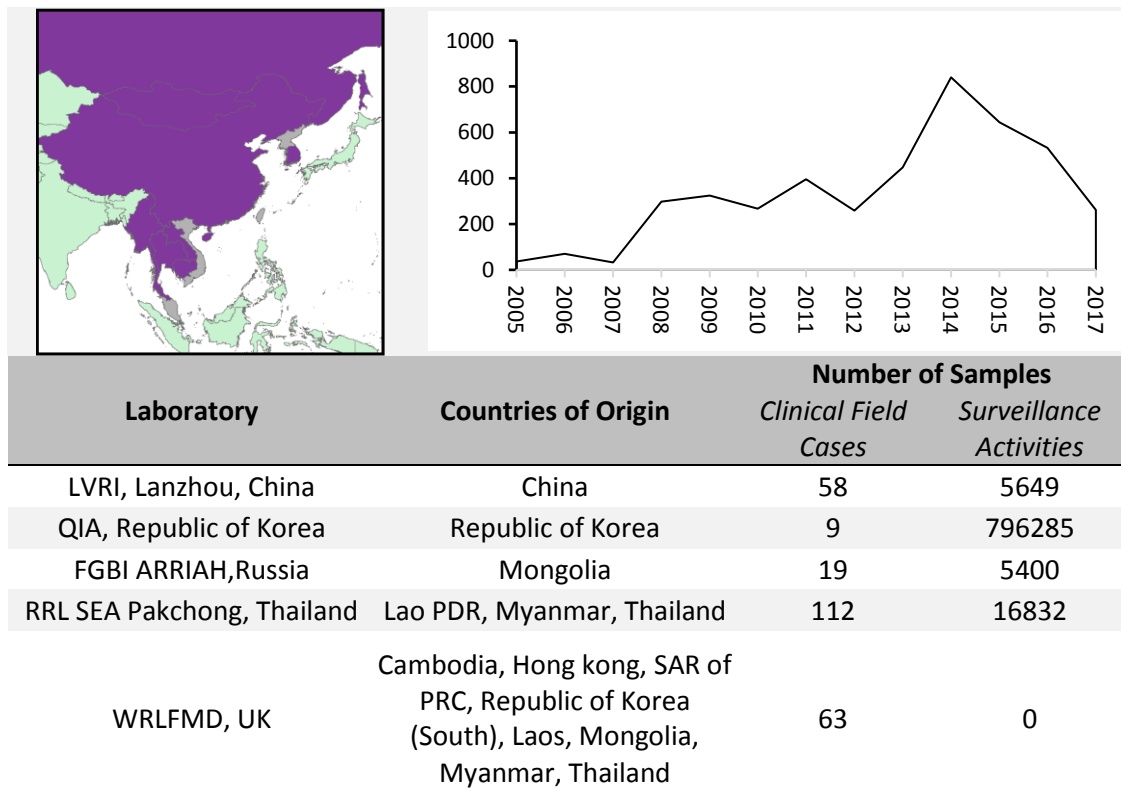 1000
800
600
400
200
0
2005
2006
2007
2008
2009
2010
2011
2012
2013
2014
2015
2016
2017
Number of Samples
Laboratory Countries of Origin Clinical Field Surveillance
Cases Activities
LVRI, Lanzhou, China China 58 5649
QIA, Republic of Korea Republic of Korea 9 796285
FGBI ARRIAH,Russia Mongolia 19 5400
RRL SEA Pakchong, Thailand Lao PDR, Myanmar, Thailand 112 16832
Cambodia, Hong kong, SAR of
PRC, Republic of Korea
WRLFMD, UK (South), Laos, Mongolia, 63 0
Myanmar, Thailand